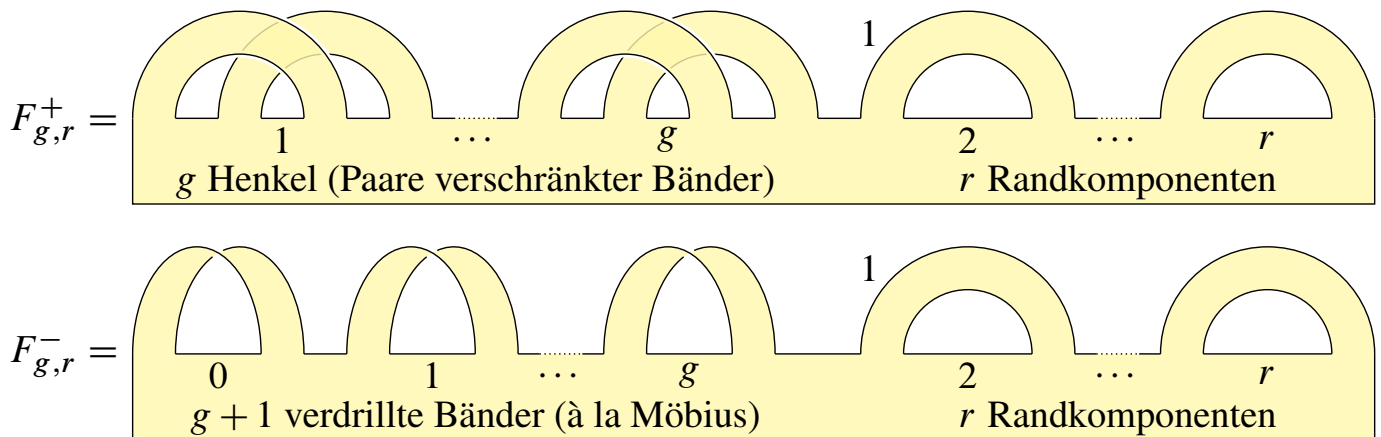 1
F⁺g,r =
1 ... g 2 ... r
g Henkel (Paare verschränkter Bänder) r Randkomponenten
1
F⁻g,r =
0 1 ... g 2 ... r
g + 1 verdrillte Bänder (à la Möbius) r Randkomponenten